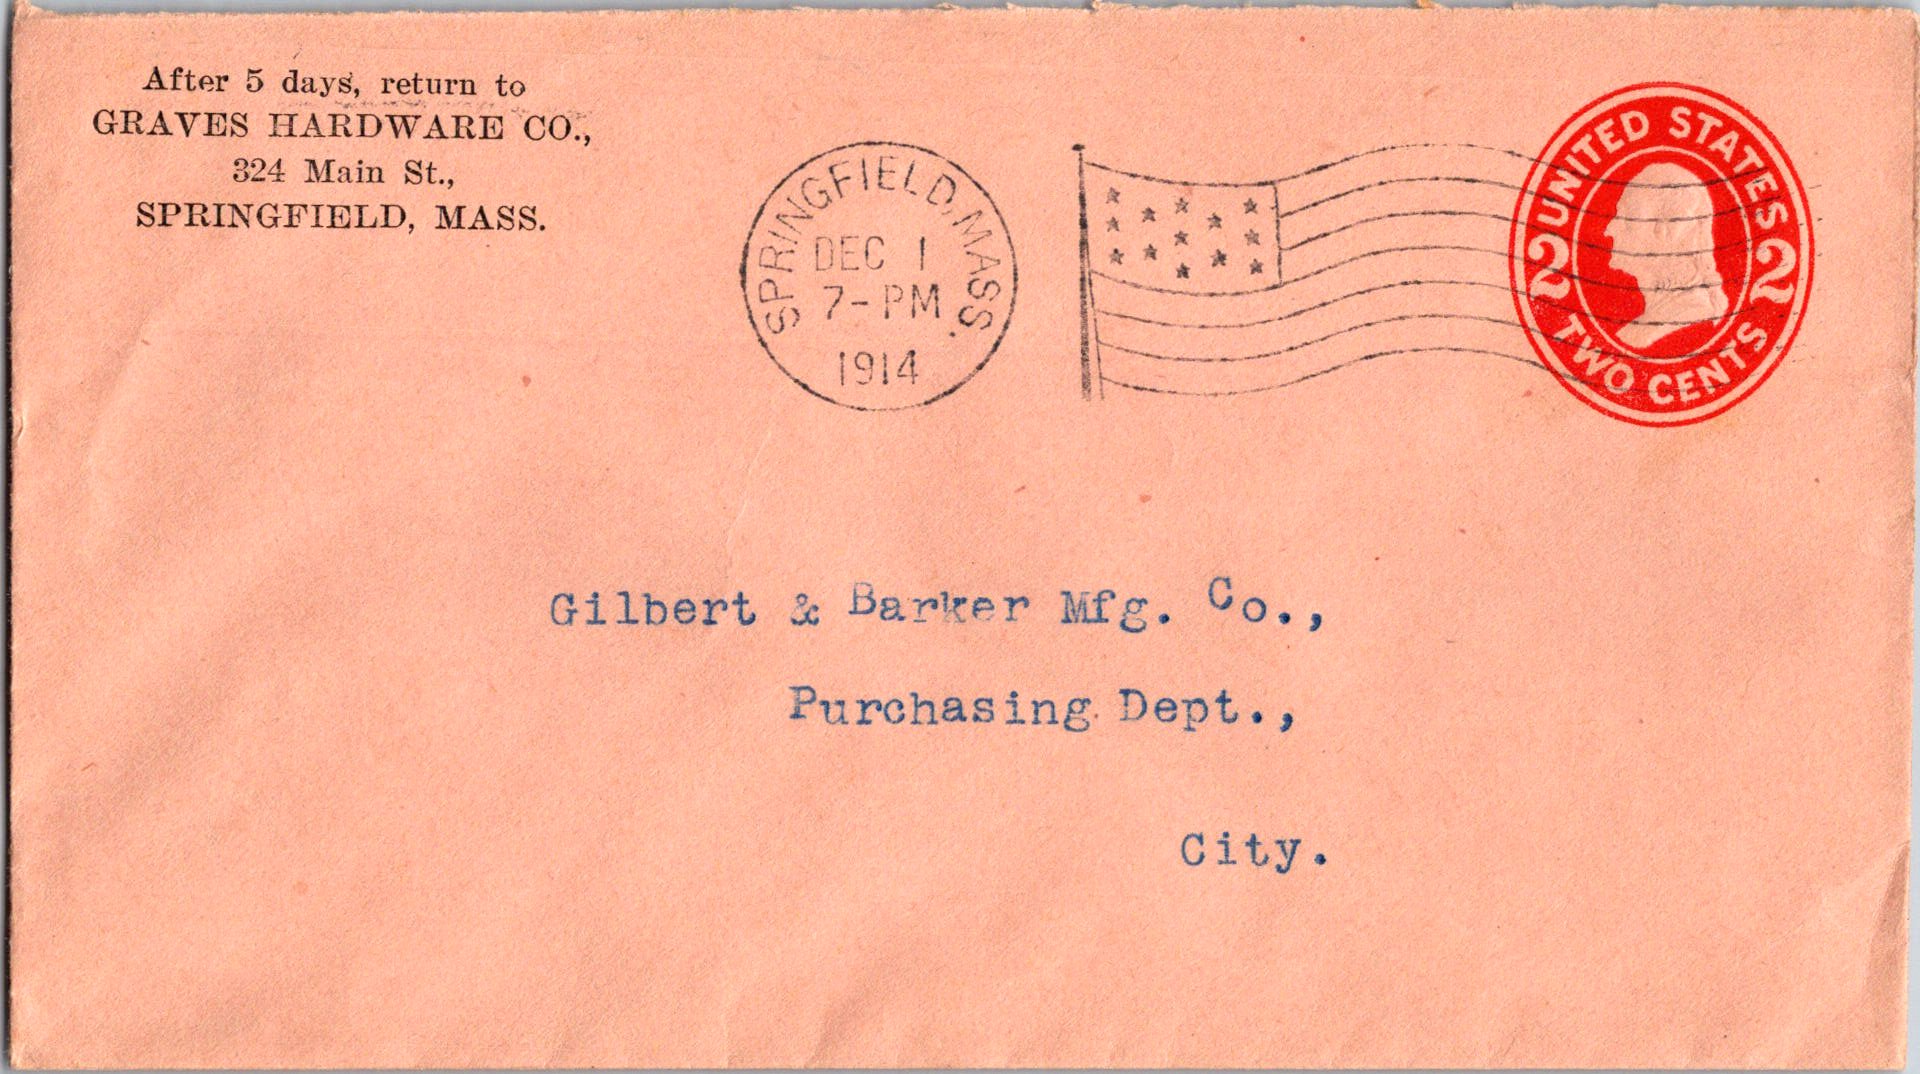 After 5 days, return to
GRAVES HARDWARE CO.,
324 Main St.,
SPRINGFIELD, MASS.
SPRINGFIELD, MASS.
DEC 1
7- PM
1914
UNITED STATES
2 2
TWO CENTS
Gilbert & Barker Mfg. Co.,
Purchasing Dept.,
City.